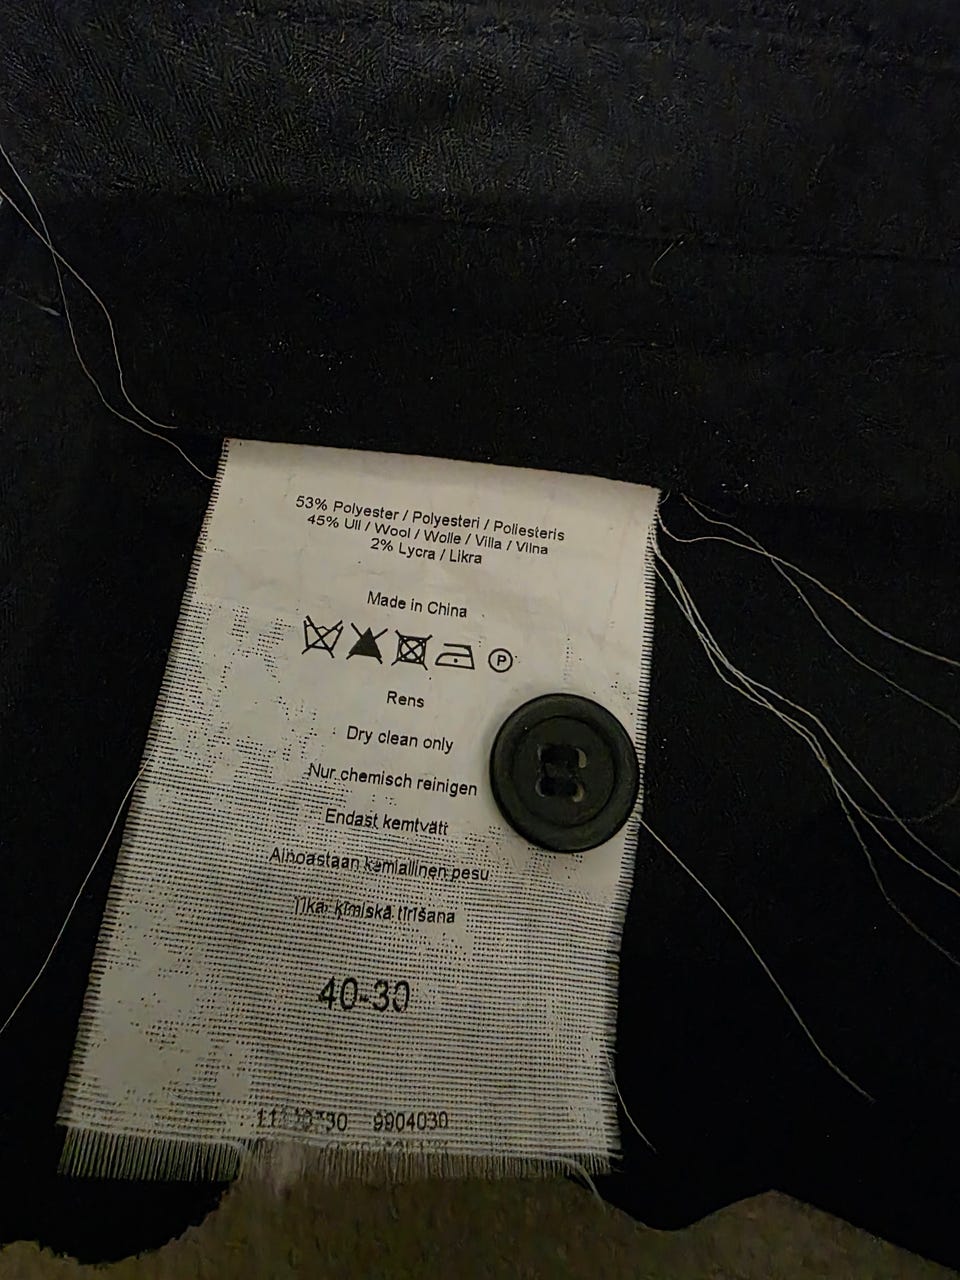 53% Polyester / Polyesteri / Poliesteris
45% Ull / Wool / Wolle / Villa / Vilna
2% Lycra / Likra
Made in China
P
Rens
Dry clean only
Nur chemisch reinigen
Endast kemtvätt
Ainoastaan kemiallinen pesu
Tikai ķīmiskā tīrīšana
40-30
9904030